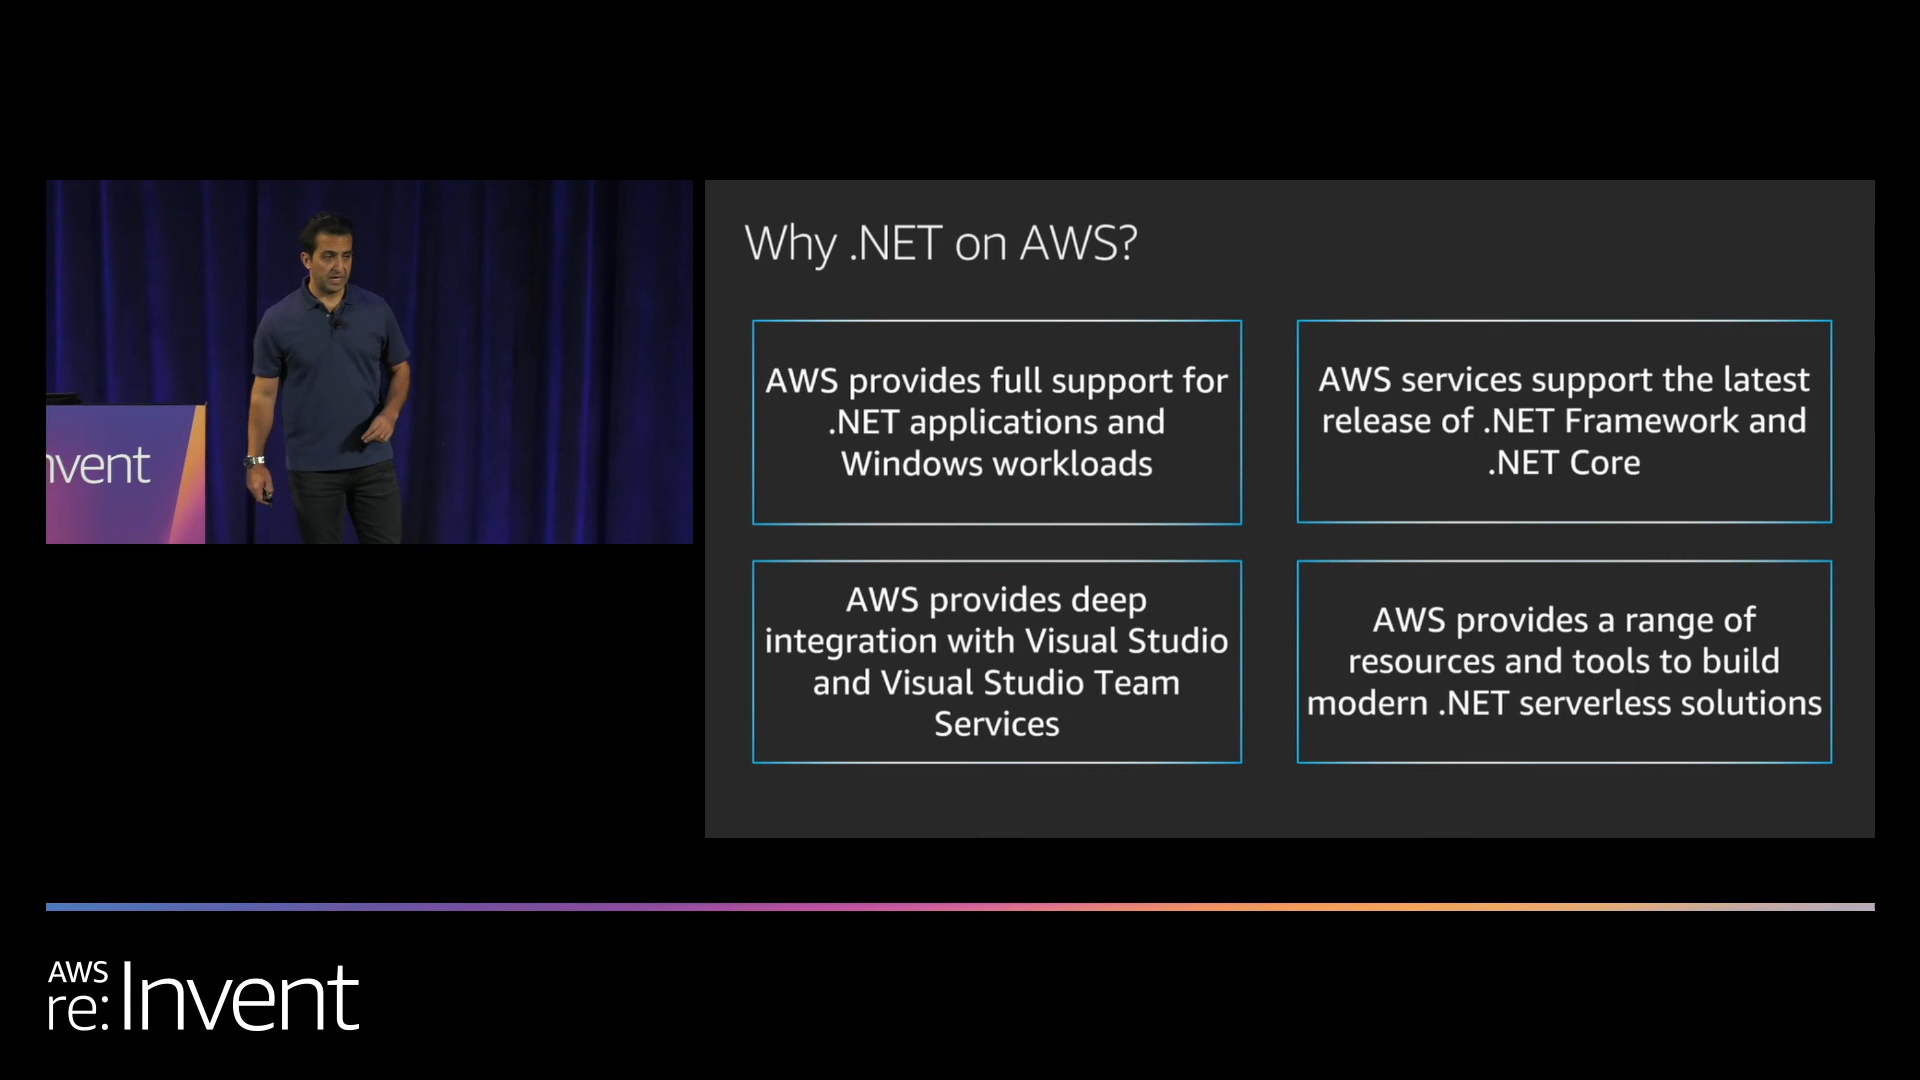 Why .NET on AWS?
AWS provides full support for
.NET applications and
Windows workloads
AWS services support the latest
release of .NET Framework and
.NET Core
AWS provides deep
integration with Visual Studio
and Visual Studio Team
Services
AWS provides a range of
resources and tools to build
modern .NET serverless solutions
nvent
AWS
re:Invent